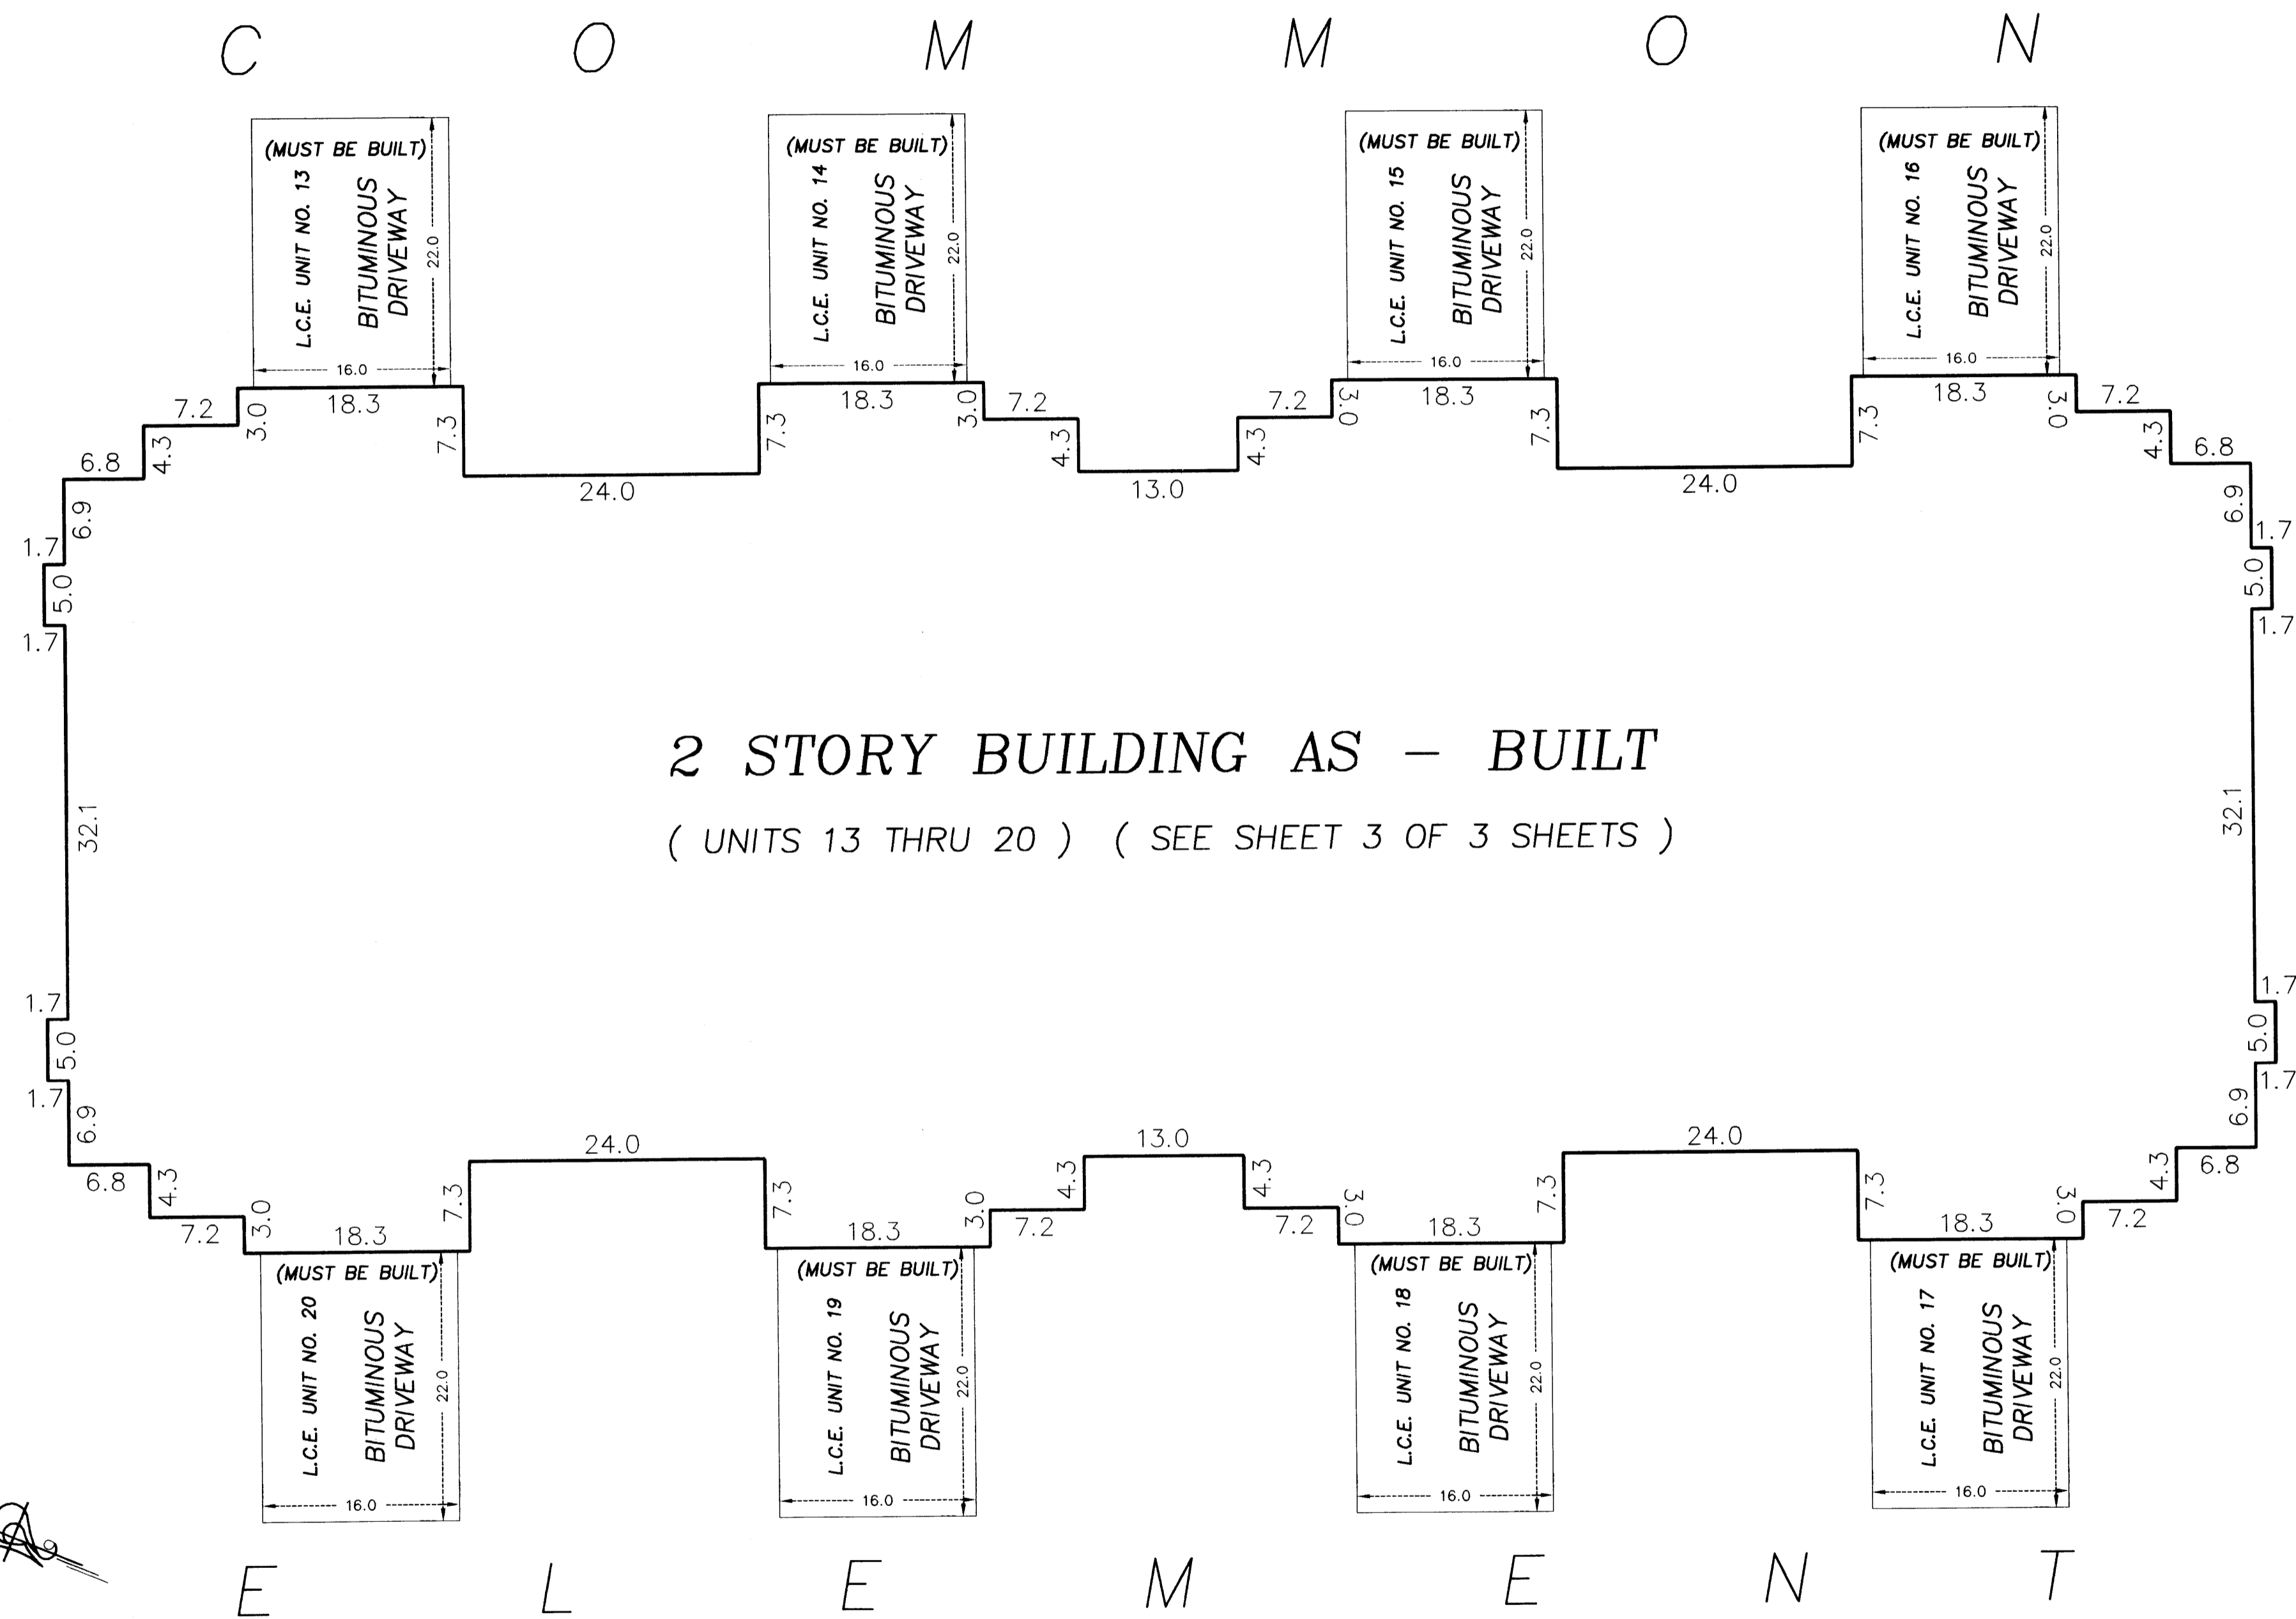 C O M M O N
(MUST BE BUILT)
L.C.E. UNIT NO. 13
BITUMINOUS
DRIVEWAY
22.0
16.0
(MUST BE BUILT)
L.C.E. UNIT NO. 14
BITUMINOUS
DRIVEWAY
22.0
16.0
(MUST BE BUILT)
L.C.E. UNIT NO. 15
BITUMINOUS
DRIVEWAY
22.0
16.0
(MUST BE BUILT)
L.C.E. UNIT NO. 16
BITUMINOUS
DRIVEWAY
22.0
16.0
6.8
4.3
7.2
3.0
18.3
7.3
24.0
7.3
18.3
3.0
7.2
4.3
13.0
4.3
7.2
3.0
18.3
7.3
24.0
7.3
18.3
3.0
7.2
4.3
6.8
6.9
1.7
5.0
1.7
6.9
1.7
5.0
1.7
2 STORY BUILDING AS – BUILT
( UNITS 13 THRU 20 ) ( SEE SHEET 3 OF 3 SHEETS )
32.1
32.1
1.7
5.0
1.7
6.9
1.7
5.0
1.7
6.9
6.8
4.3
7.2
3.0
18.3
7.3
24.0
7.3
18.3
3.0
7.2
4.3
13.0
4.3
7.2
3.0
18.3
7.3
24.0
7.3
18.3
3.0
7.2
4.3
6.8
(MUST BE BUILT)
L.C.E. UNIT NO. 20
BITUMINOUS
DRIVEWAY
22.0
16.0
(MUST BE BUILT)
L.C.E. UNIT NO. 19
BITUMINOUS
DRIVEWAY
22.0
16.0
(MUST BE BUILT)
L.C.E. UNIT NO. 18
BITUMINOUS
DRIVEWAY
22.0
16.0
(MUST BE BUILT)
L.C.E. UNIT NO. 17
BITUMINOUS
DRIVEWAY
22.0
16.0
E L E M E N T